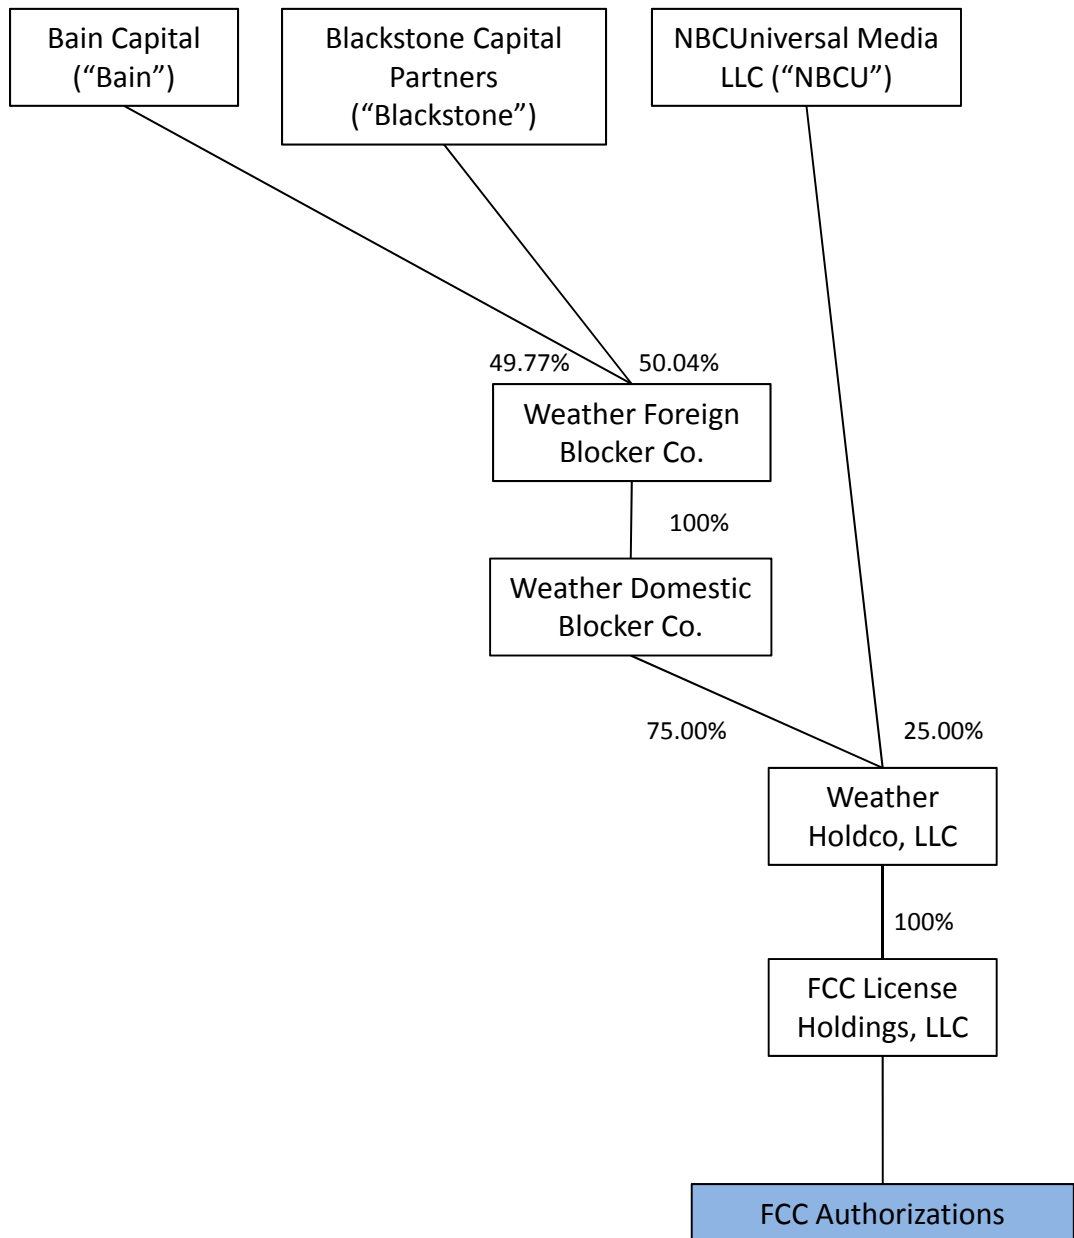 Bain Capital
(“Bain”)
Blackstone Capital
Partners
(“Blackstone”)
NBCUniversal Media
LLC (“NBCU”)
49.77%
50.04%
Weather Foreign
Blocker Co.
100%
Weather Domestic
Blocker Co.
75.00%
25.00%
Weather
Holdco, LLC
100%
FCC License
Holdings, LLC
FCC Authorizations